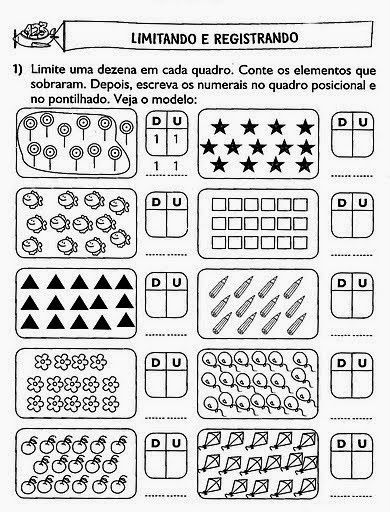 123
LIMITANDO E REGISTRANDO
1) Limite uma dezena em cada quadro. Conte os elementos que
sobraram. Depois, escreva os numerais no quadro posicional e
no pontilhado. Veja o modelo:
D U
1 1
1 1
D U
D U
D U
D U
D U
D U
D U
D U
D U